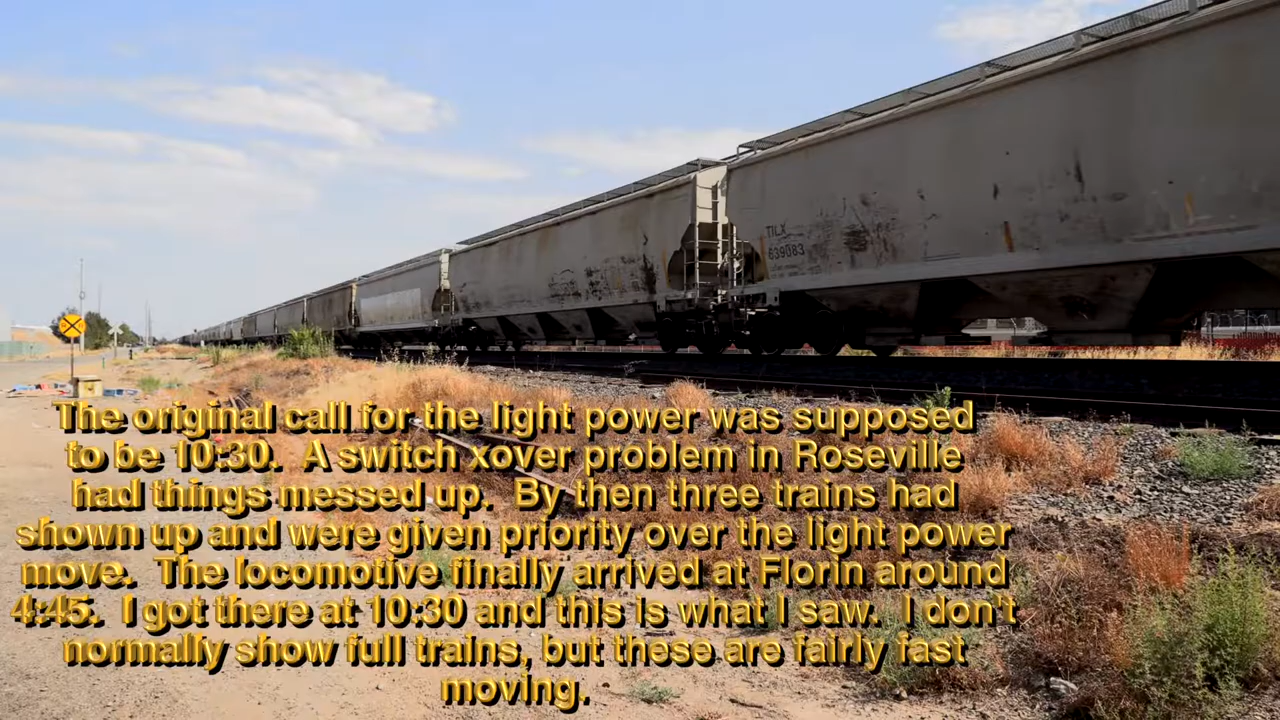 TILX
639083
The original call for the light power was supposed
to be 10:30.  A switch xover problem in Roseville
had things messed up.  By then three trains had
shown up and were given priority over the light power
move.  The locomotive finally arrived at Florin around
4:45.  I got there at 10:30 and this is what I saw.  I don't
normally show full trains, but these are fairly fast
moving.